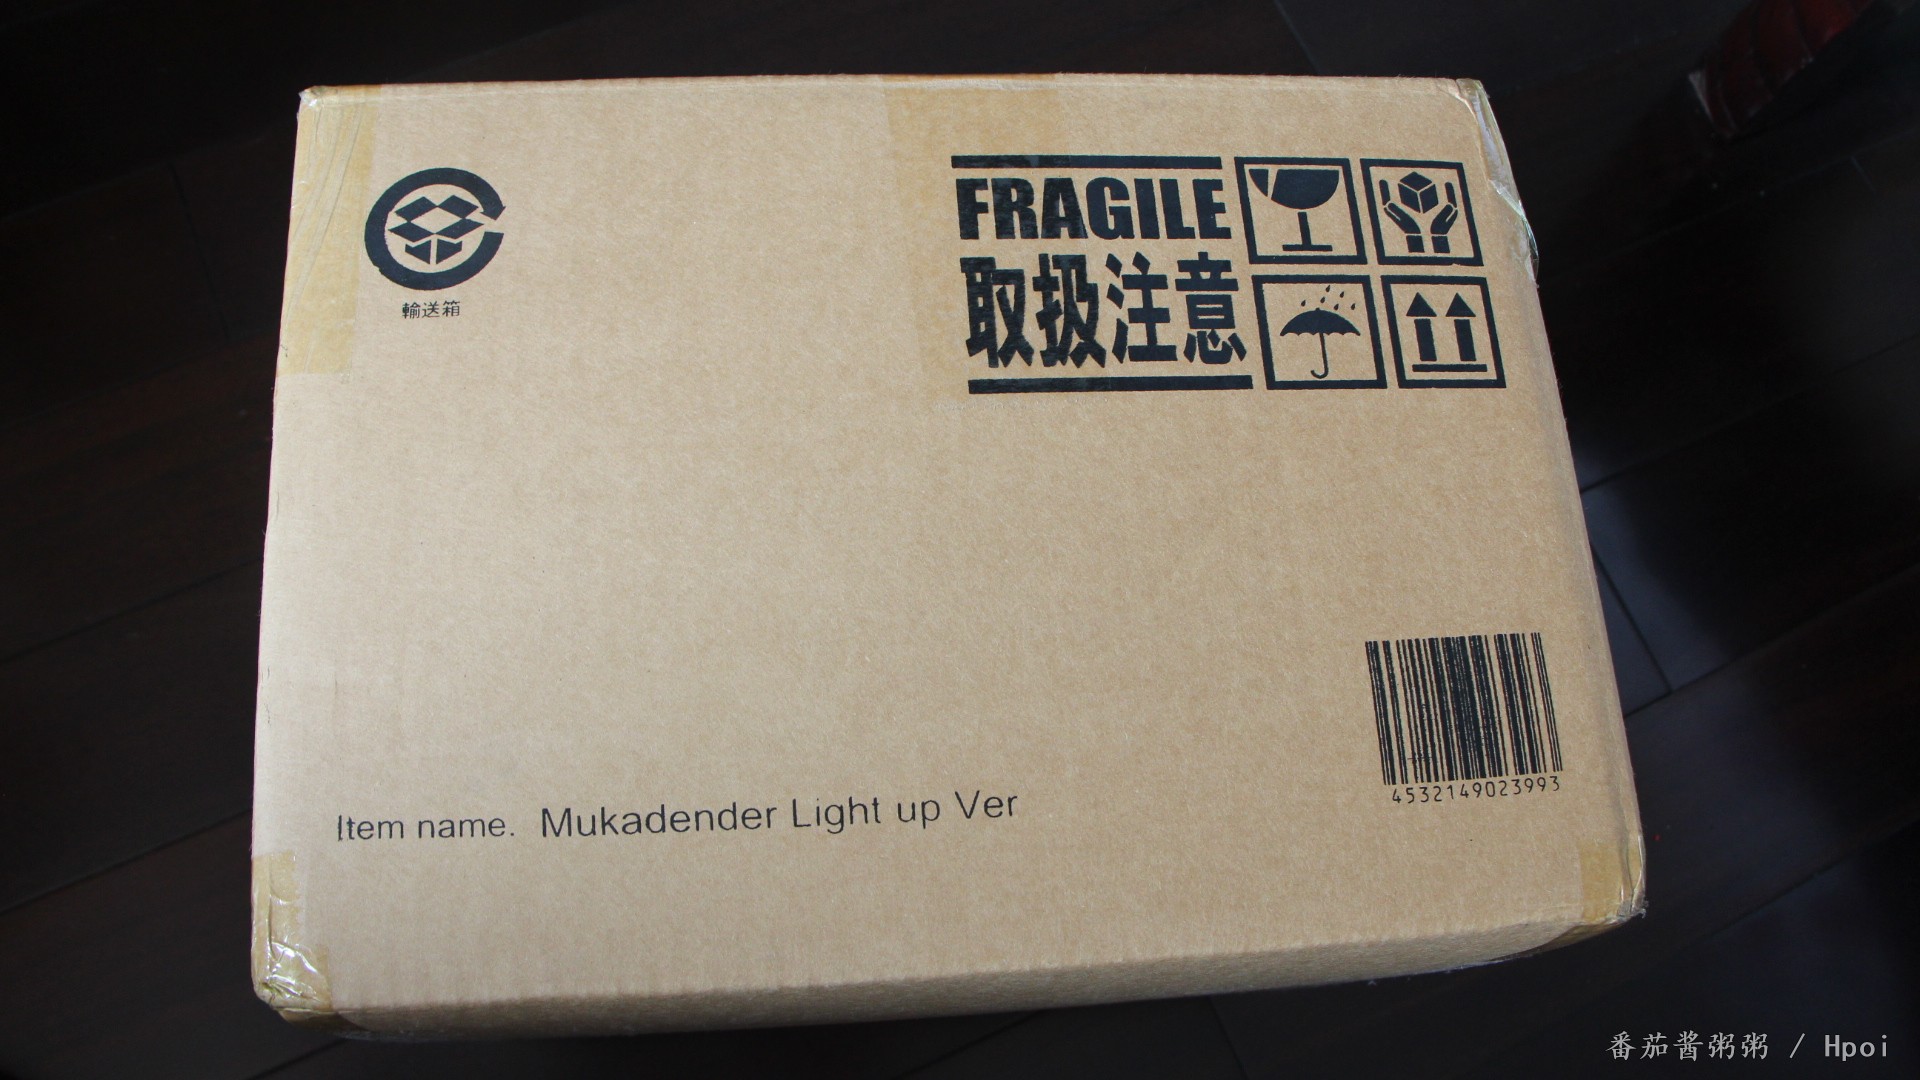 FRAGILE
取扱注意
輸送箱
Item name. Mukadender Light up Ver
4532149023993
番茄酱粥粥 / Hpoi